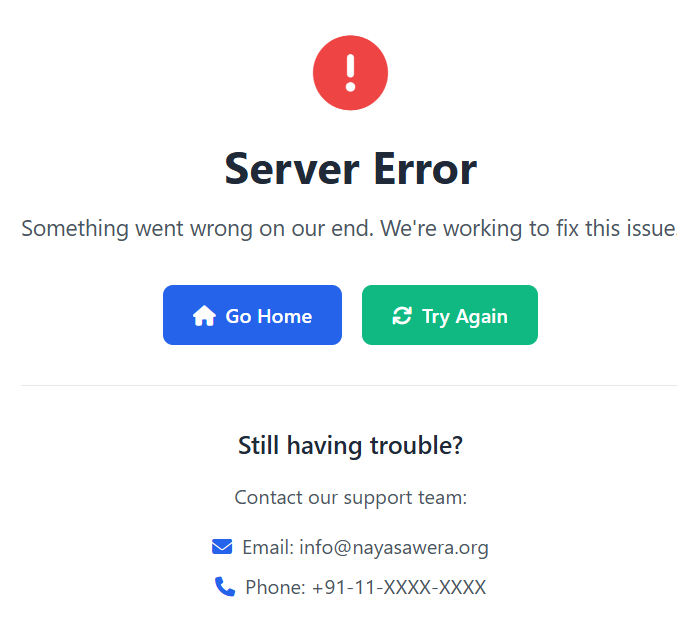 Server Error
Something went wrong on our end. We're working to fix this issue.
Go Home
Try Again
Still having trouble?
Contact our support team:
Email: info@nayasawera.org
Phone: +91-11-XXXX-XXXX